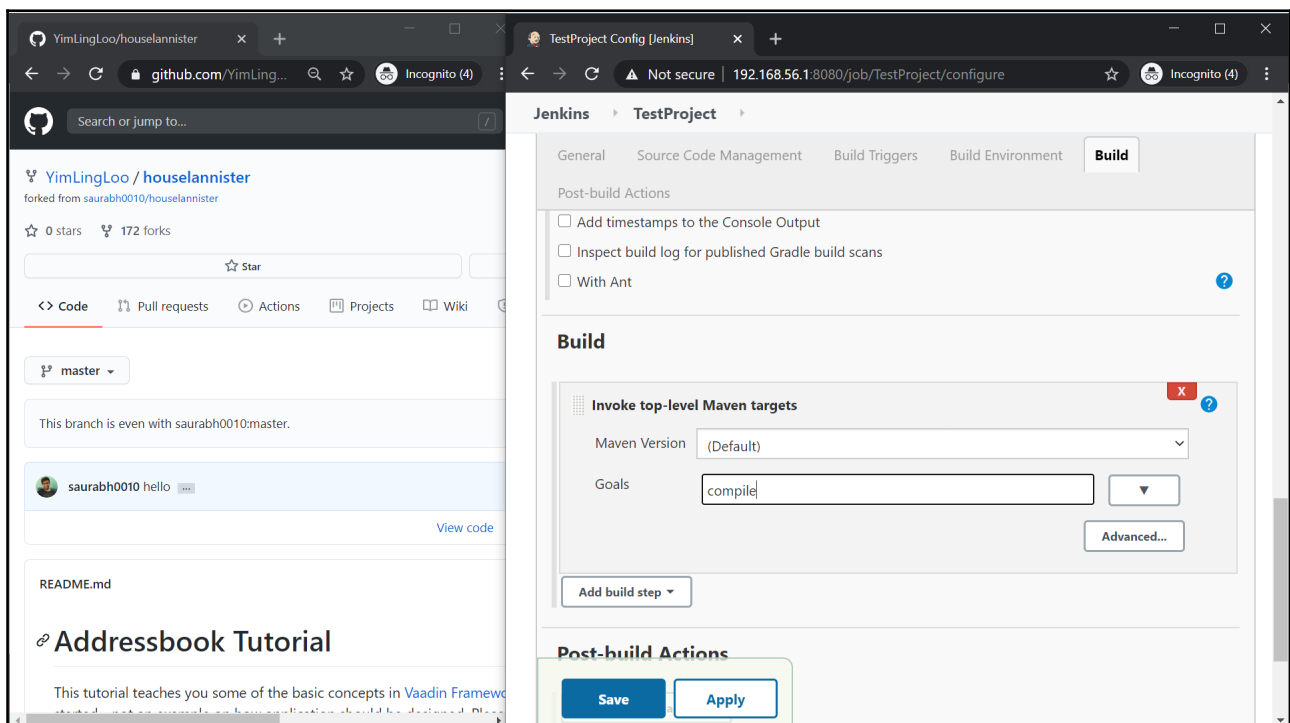 YimLingLoo/houselannister
github.com/YimLing...
Incognito (4)
Search or jump to...
/
YimLingLoo / houselannister
forked from saurabh0010/houselannister
0 stars 172 forks
Star
Code Pull requests Actions Projects Wiki
master
This branch is even with saurabh0010:master.
saurabh0010 hello ...
View code
README.md
Addressbook Tutorial
This tutorial teaches you some of the basic concepts in Vaadin Framewo
TestProject Config [Jenkins]
Not secure | 192.168.56.1:8080/job/TestProject/configure
Incognito (4)
Jenkins TestProject
General Source Code Management Build Triggers Build Environment Build
Post-build Actions
Add timestamps to the Console Output
Inspect build log for published Gradle build scans
With Ant
?
Build
X
Invoke top-level Maven targets
?
Maven Version (Default)
Goals compile
Advanced...
Add build step
Post-build Actions
Save Apply